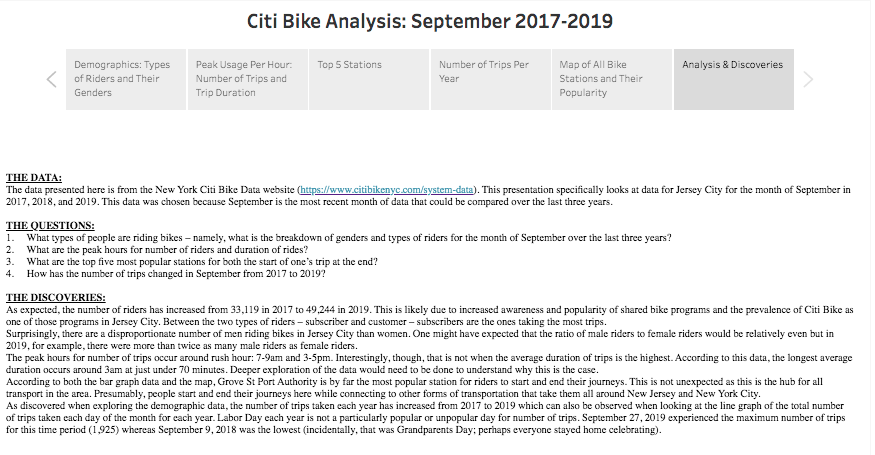 Citi Bike Analysis: September 2017-2019
Demographics: Types of Riders and Their Genders
Peak Usage Per Hour: Number of Trips and Trip Duration
Top 5 Stations
Number of Trips Per Year
Map of All Bike Stations and Their Popularity
Analysis & Discoveries
THE DATA:
The data presented here is from the New York Citi Bike Data website (https://www.citibikenyc.com/system-data). This presentation specifically looks at data for Jersey City for the month of September in
2017, 2018, and 2019. This data was chosen because September is the most recent month of data that could be compared over the last three years.
THE QUESTIONS:
1. What types of people are riding bikes – namely, what is the breakdown of genders and types of riders for the month of September over the last three years?
2. What are the peak hours for number of riders and duration of rides?
3. What are the top five most popular stations for both the start of one's trip at the end?
4. How has the number of trips changed in September from 2017 to 2019?
THE DISCOVERIES:
As expected, the number of riders has increased from 33,119 in 2017 to 49,244 in 2019. This is likely due to increased awareness and popularity of shared bike programs and the prevalence of Citi Bike as
one of those programs in Jersey City. Between the two types of riders – subscriber and customer – subscribers are the ones taking the most trips.
Surprisingly, there are a disproportionate number of men riding bikes in Jersey City than women. One might have expected that the ratio of male riders to female riders would be relatively even but in
2019, for example, there were more than twice as many male riders as female riders.
The peak hours for number of trips occur around rush hour: 7-9am and 3-5pm. Interestingly, though, that is not when the average duration of trips is the highest. According to this data, the longest average
duration occurs around 3am at just under 70 minutes. Deeper exploration of the data would need to be done to understand why this is the case.
According to both the bar graph data and the map, Grove St Port Authority is by far the most popular station for riders to start and end their journeys. This is not unexpected as this is the hub for all
transport in the area. Presumably, people start and end their journeys here while connecting to other forms of transportation that take them all around New Jersey and New York City.
As discovered when exploring the demographic data, the number of trips taken each year has increased from 2017 to 2019 which can also be observed when looking at the line graph of the total number
of trips taken each day of the month for each year. Labor Day each year is not a particularly popular or unpopular day for number of trips. September 27, 2019 experienced the maximum number of trips
for this time period (1,925) whereas September 9, 2018 was the lowest (incidentally, that was Grandparents Day; perhaps everyone stayed home celebrating).